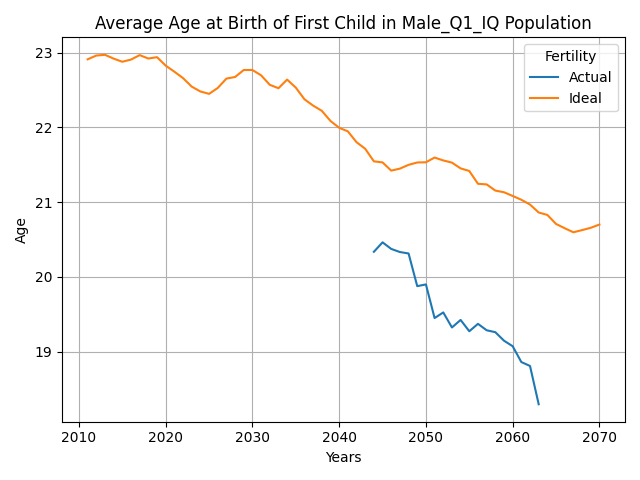 Average Age at Birth of First Child in Male_Q1_IQ Population
Fertility
Actual
Ideal
Age
23
22
21
20
19
2010 2020 2030 2040 2050 2060 2070
Years